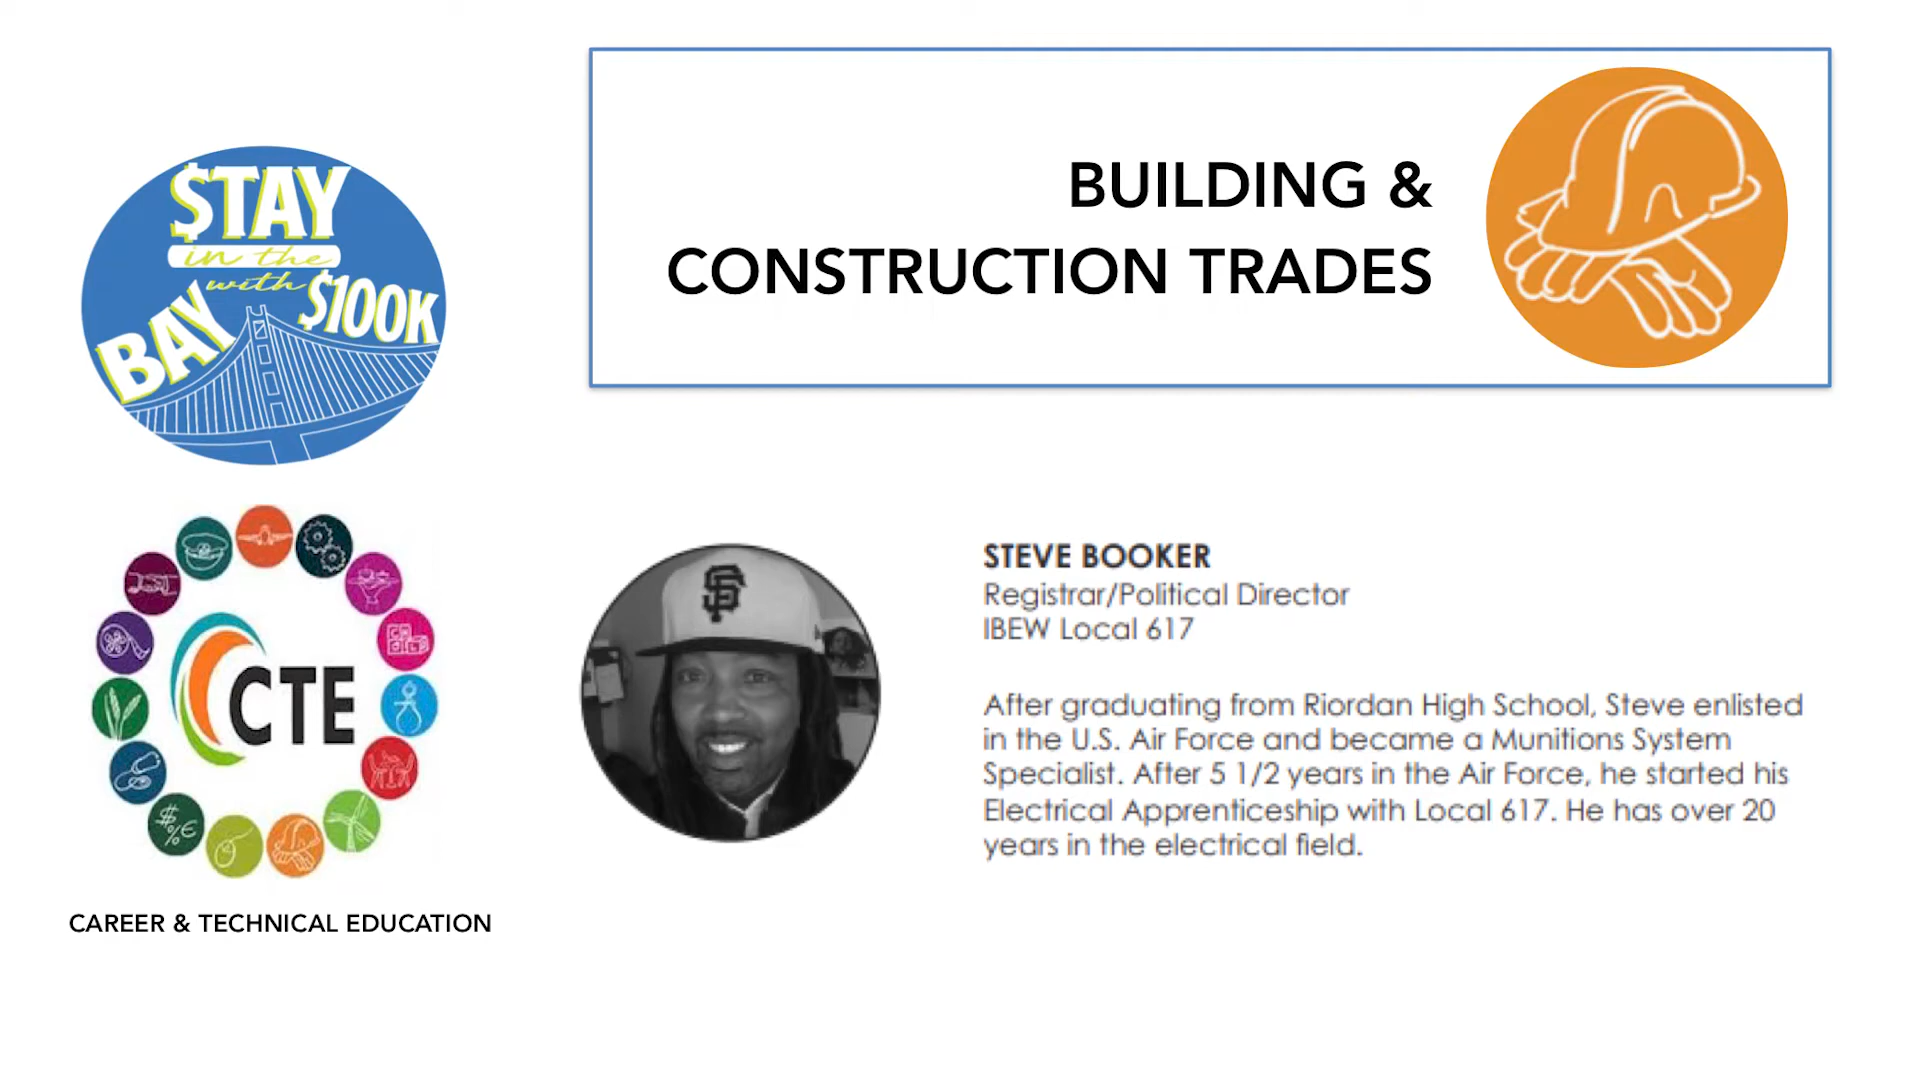 $TAY
in the
with
BAY
$100K
BUILDING &
CONSTRUCTION TRADES
CTE
$
%€
CAREER & TECHNICAL EDUCATION
SF
STEVE BOOKER
Registrar/Political Director
IBEW Local 617
After graduating from Riordan High School, Steve enlisted
in the U.S. Air Force and became a Munitions System
Specialist. After 5 1/2 years in the Air Force, he started his
Electrical Apprenticeship with Local 617. He has over 20
years in the electrical field.